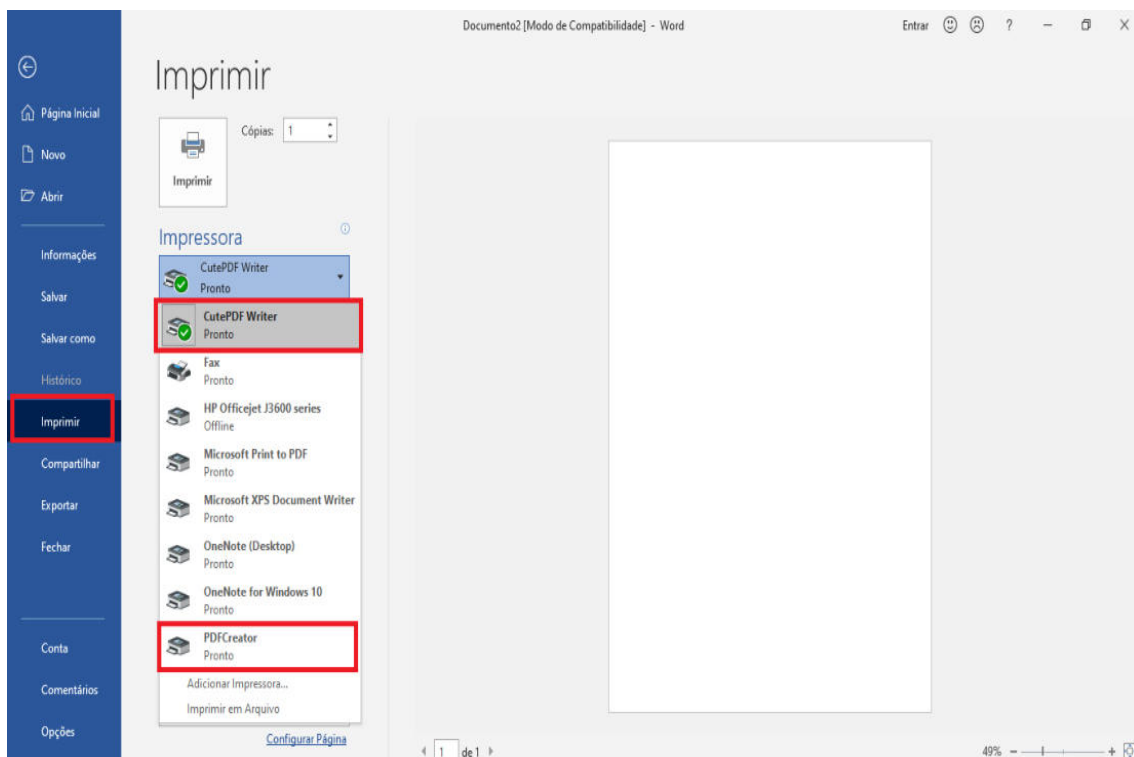 Documento2 [Modo de Compatibilidade] - Word
Entrar
?
Imprimir
Página Inicial
Novo
Abrir
Informações
Salvar
Salvar como
Histórico
Imprimir
Compartilhar
Exportar
Fechar
Conta
Comentários
Opções
Cópias: 1
Imprimir
Impressora
CutePDF Writer
Pronto
CutePDF Writer
Pronto
Fax
Pronto
HP Officejet J3600 series
Offline
Microsoft Print to PDF
Pronto
Microsoft XPS Document Writer
Pronto
OneNote (Desktop)
Pronto
OneNote for Windows 10
Pronto
PDFCreator
Pronto
Adicionar Impressora...
Imprimir em Arquivo
Configurar Página
1 de 1
49%